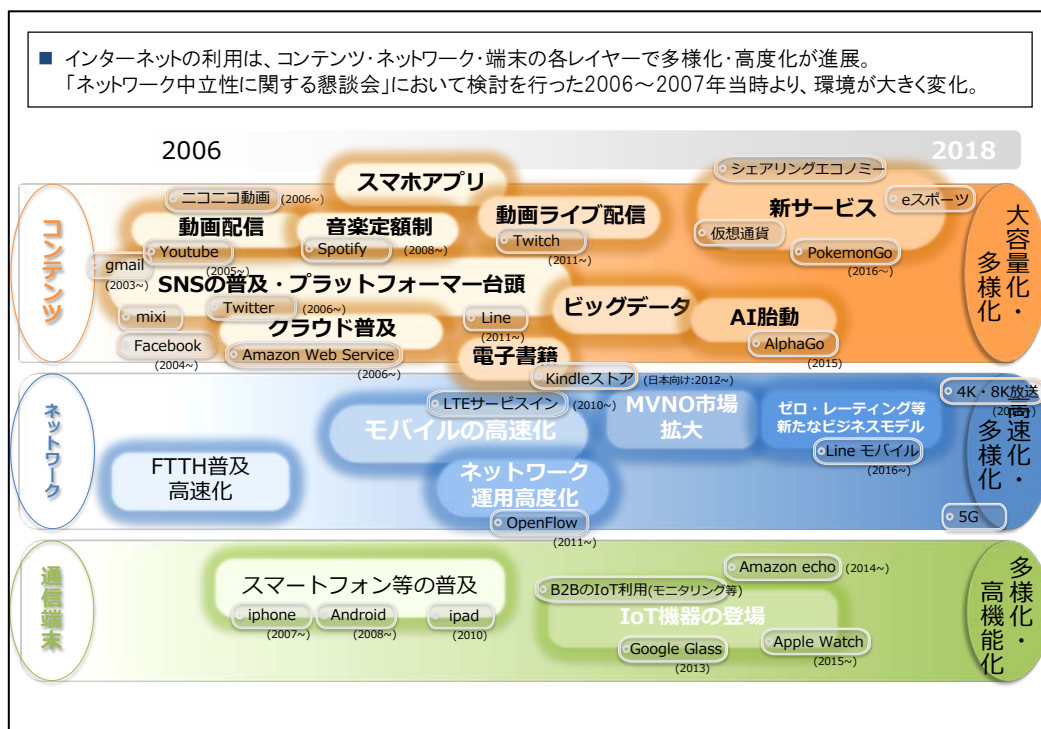 ■ インターネットの利用は、コンテンツ・ネットワーク・端末の各レイヤーで多様化・高度化が進展。
「ネットワーク中立性に関する懇談会」において検討を行った2006～2007年当時より、環境が大きく変化。
2006
2018
コンテンツ
スマホアプリ
ニコニコ動画 (2006~)
動画配信
Youtube
(2005~)
音楽定額制
Spotify (2008~)
動画ライブ配信
Twitch
(2011~)
シェアリングエコノミー
新サービス
eスポーツ
仮想通貨
PokemonGo
(2016~)
gmail
(2003~)
SNSの普及・プラットフォーマー台頭
Twitter (2006~)
mixi
Facebook
(2004~)
クラウド普及
Amazon Web Service
(2006~)
Line
(2011~)
電子書籍
Kindleストア (日本向け:2012~)
ビッグデータ
AI胎動
AlphaGo
(2015)
大容量化・
多様化
ネットワーク
FTTH普及
高速化
LTEサービスイン (2010~)
モバイルの高速化
ネットワーク
運用高度化
OpenFlow
(2011~)
MVNO市場
拡大
ゼロ・レーティング等
新たなビジネスモデル
Line モバイル
(2016~)
4K・8K放送
高速化・
多様化
5G
通信端末
スマートフォン等の普及
iphone
(2007~)
Android
(2008~)
ipad
(2010)
Amazon echo (2014~)
B2BのIoT利用(モニタリング等)
IoT機器の登場
Google Glass
(2013)
Apple Watch
(2015~)
多様化・
高機能化